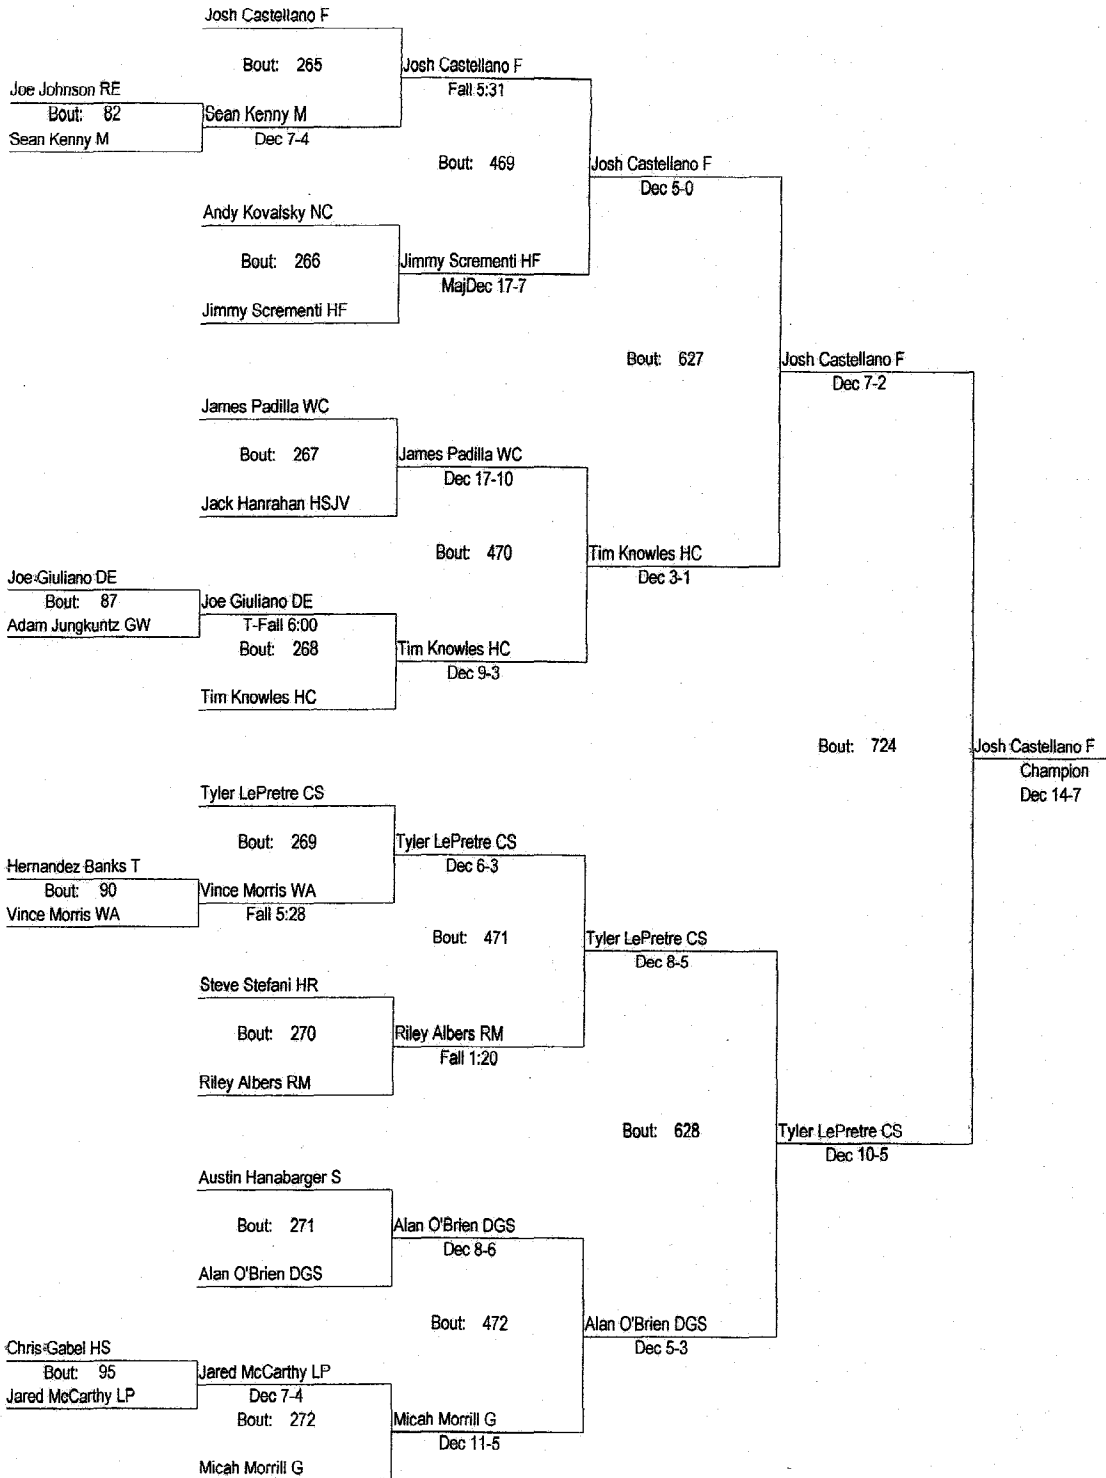 Josh Castellano F
Bout: 265
Josh Castellano F
Fall 5:31
Joe Johnson RE
Bout: 82
Sean Kenny M
Sean Kenny M
Dec 7-4
Bout: 469
Josh Castellano F
Dec 5-0
Andy Kovalsky NC
Bout: 266
Jimmy Scrementi HF
MajDec 17-7
Jimmy Scrementi HF
Bout: 627
Josh Castellano F
Dec 7-2
James Padilla WC
Bout: 267
James Padilla WC
Dec 17-10
Jack Hanrahan HSJV
Bout: 470
Tim Knowles HC
Dec 3-1
Joe Giuliano DE
Bout: 87
Adam Jungkuntz GW
Joe Giuliano DE
T-Fall 6:00
Bout: 268
Tim Knowles HC
Dec 9-3
Tim Knowles HC
Bout: 724
Josh Castellano F
Champion
Dec 14-7
Tyler LePretre CS
Bout: 269
Tyler LePretre CS
Dec 6-3
Hernandez Banks T
Bout: 90
Vince Morris WA
Vince Morris WA
Fall 5:28
Bout: 471
Tyler LePretre CS
Dec 8-5
Steve Stefani HR
Bout: 270
Riley Albers RM
Fall 1:20
Riley Albers RM
Bout: 628
Tyler LePretre CS
Dec 10-5
Austin Hanabarger S
Bout: 271
Alan O'Brien DGS
Dec 8-6
Alan O'Brien DGS
Bout: 472
Alan O'Brien DGS
Dec 5-3
Chris Gabel HS
Bout: 95
Jared McCarthy LP
Jared McCarthy LP
Dec 7-4
Bout: 272
Micah Morrill G
Dec 11-5
Micah Morrill G